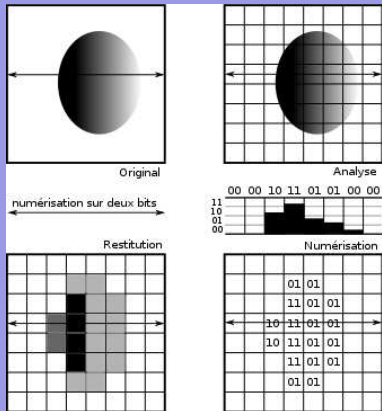 Original
Analyse
numérisation sur deux bits
00 00 10 11 01 01 00 00
11
10
01
00
Restitution
Numérisation
01 01
11 01 01
10 11 01 01
10 11 01 01
11 01 01
01 01